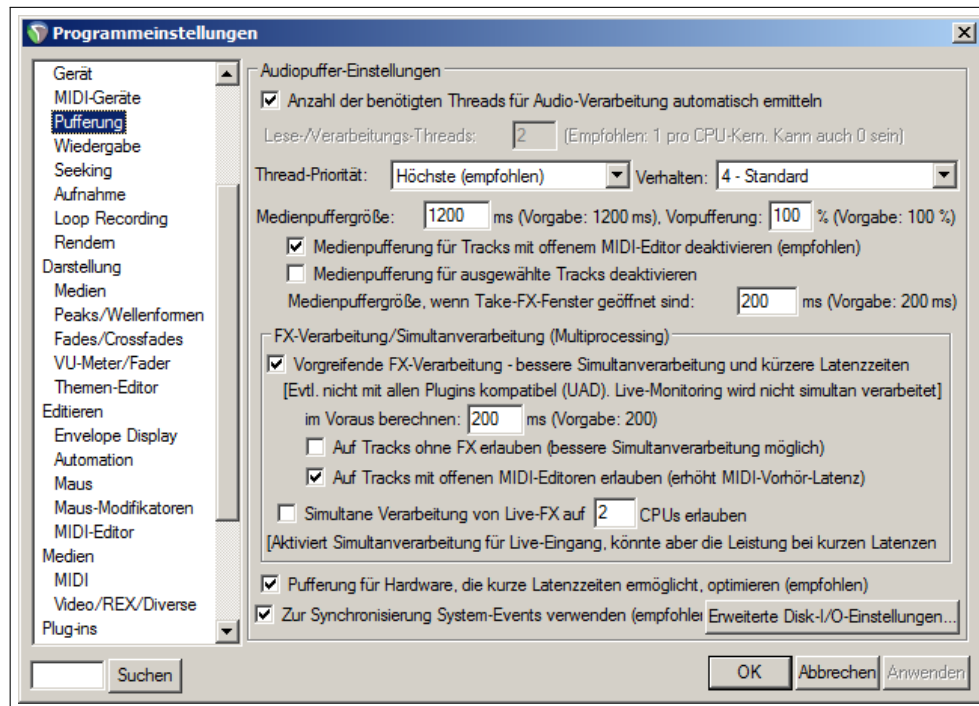 Programmeinstellungen
Gerät
MIDI-Geräte
Pufferung
Wiedergabe
Seeking
Aufnahme
Loop Recording
Rendern
Darstellung
Medien
Peaks/Wellenformen
Fades/Crossfades
VU-Meter/Fader
Themen-Editor
Editieren
Envelope Display
Automation
Maus
Maus-Modifikatoren
MIDI-Editor
Medien
MIDI
Video/REX/Diverse
Plug-ins
Suchen
Audiopuffer-Einstellungen
Anzahl der benötigten Threads für Audio-Verarbeitung automatisch ermitteln
Lese-/Verarbeitungs-Threads: 2 (Empfohlen: 1 pro CPU-Kern. Kann auch 0 sein)
Thread-Priorität: Höchste (empfohlen) Verhalten: 4 - Standard
Medienpuffergröße: 1200 ms (Vorgabe: 1200 ms), Vorpufferung: 100 % (Vorgabe: 100 %)
Medienpufferung für Tracks mit offenem MIDI-Editor deaktivieren (empfohlen)
Medienpufferung für ausgewählte Tracks deaktivieren
Medienpuffergröße, wenn Take-FX-Fenster geöffnet sind: 200 ms (Vorgabe: 200 ms)
FX-Verarbeitung/Simultanverarbeitung (Multiprocessing)
Vorgreifende FX-Verarbeitung - bessere Simultanverarbeitung und kürzere Latenzzeiten
[Evtl. nicht mit allen Plugins kompatibel (UAD). Live-Monitoring wird nicht simultan verarbeitet]
im Voraus berechnen: 200 ms (Vorgabe: 200)
Auf Tracks ohne FX erlauben (bessere Simultanverarbeitung möglich)
Auf Tracks mit offenen MIDI-Editoren erlauben (erhöht MIDI-Vorhör-Latenz)
Simultane Verarbeitung von Live-FX auf 2 CPUs erlauben
[Aktiviert Simultanverarbeitung für Live-Eingang, könnte aber die Leistung bei kurzen Latenzen
Pufferung für Hardware, die kurze Latenzzeiten ermöglicht, optimieren (empfohlen)
Zur Synchronisierung System-Events verwenden (empfohlen Erweiterte Disk-I/O-Einstellungen...
OK Abbrechen Anwenden